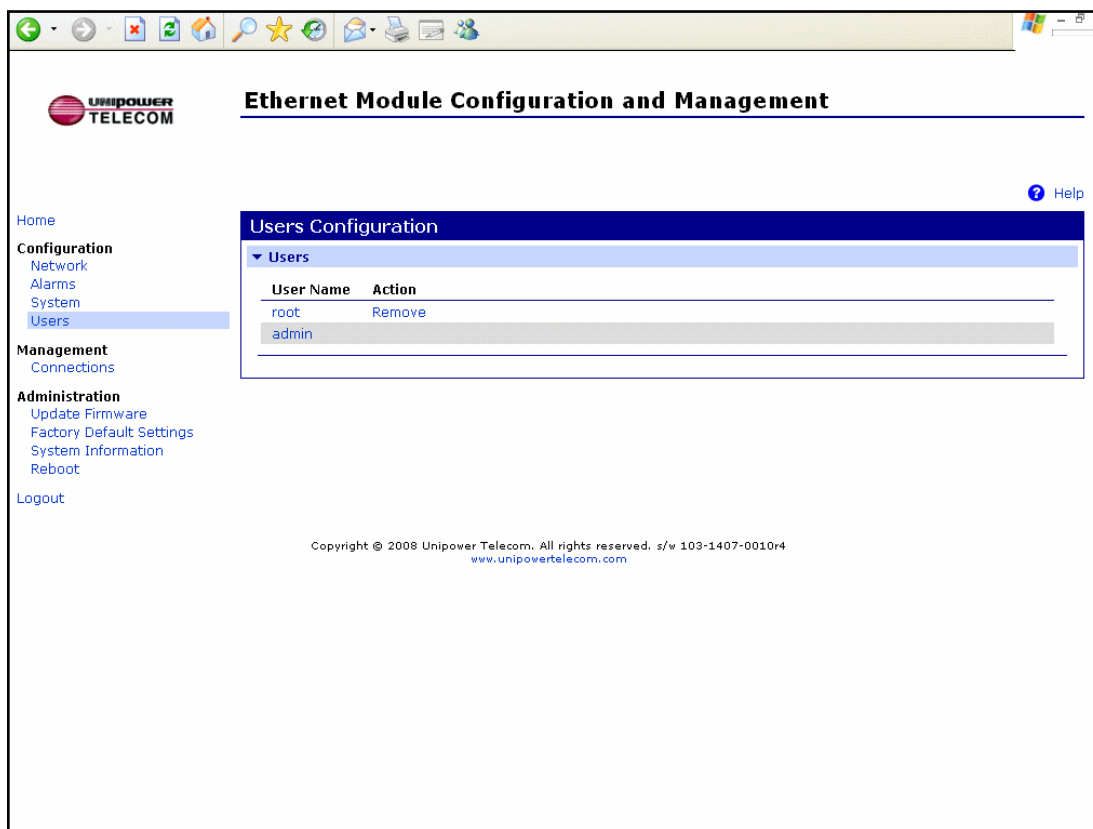 UNIPOWER
TELECOM
Ethernet Module Configuration and Management
? Help
Home
Configuration
Network
Alarms
System
Users
Management
Connections
Administration
Update Firmware
Factory Default Settings
System Information
Reboot
Logout
Users Configuration
Users
User Name Action
root Remove
admin
Copyright © 2008 Unipower Telecom. All rights reserved. s/w 103-1407-0010r4
www.unipowertelecom.com